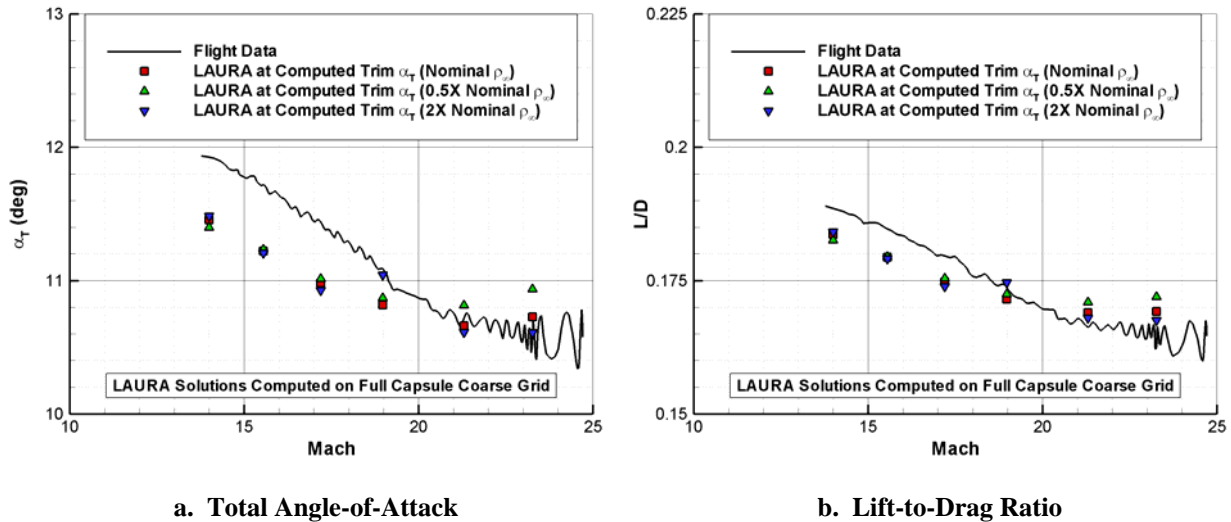 13
12
11
10
10
15
20
25
α_T (deg)
Mach
Flight Data
LAURA at Computed Trim α_T (Nominal ρ_∞)
LAURA at Computed Trim α_T (0.5X Nominal ρ_∞)
LAURA at Computed Trim α_T (2X Nominal ρ_∞)
LAURA Solutions Computed on Full Capsule Coarse Grid
a. Total Angle-of-Attack
0.225
0.2
0.175
0.15
10
15
20
25
L/D
Mach
Flight Data
LAURA at Computed Trim α_T (Nominal ρ_∞)
LAURA at Computed Trim α_T (0.5X Nominal ρ_∞)
LAURA at Computed Trim α_T (2X Nominal ρ_∞)
LAURA Solutions Computed on Full Capsule Coarse Grid
b. Lift-to-Drag Ratio